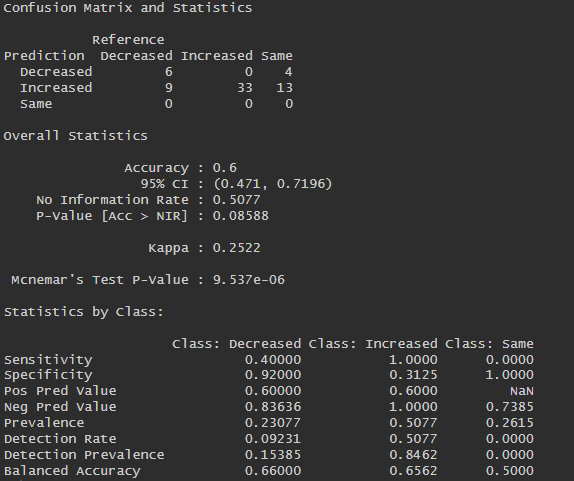 Confusion Matrix and Statistics
Reference
Prediction Decreased Increased Same
Decreased 6 0 4
Increased 9 33 13
Same 0 0 0
Overall Statistics
Accuracy : 0.6
95% CI : (0.471, 0.7196)
No Information Rate : 0.5077
P-Value [Acc > NIR] : 0.08588
Kappa : 0.2522
Mcnemar's Test P-Value : 9.537e-06
Statistics by Class:
Class: Decreased Class: Increased Class: Same
Sensitivity 0.40000 1.0000 0.0000
Specificity 0.92000 0.3125 1.0000
Pos Pred Value 0.60000 0.6000 NaN
Neg Pred Value 0.83636 1.0000 0.7385
Prevalence 0.23077 0.5077 0.2615
Detection Rate 0.09231 0.5077 0.0000
Detection Prevalence 0.15385 0.8462 0.0000
Balanced Accuracy 0.66000 0.6562 0.5000